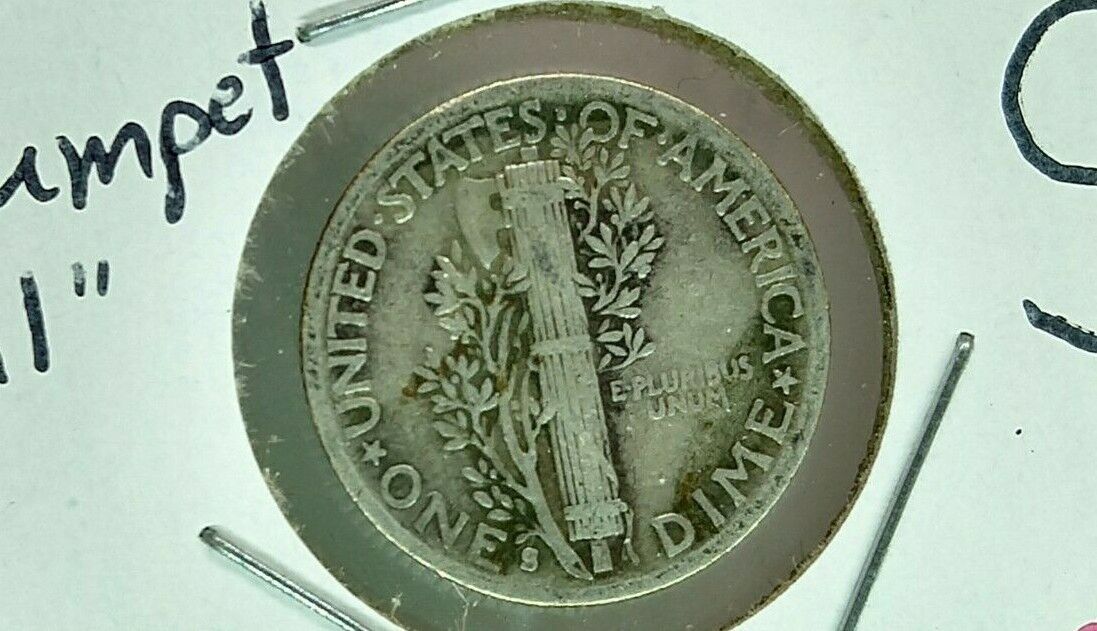 umpet
1"
UNITED·STATES·OF·AMERICA
E·PLURIBUS
UNUM
★ONE DIME★
S